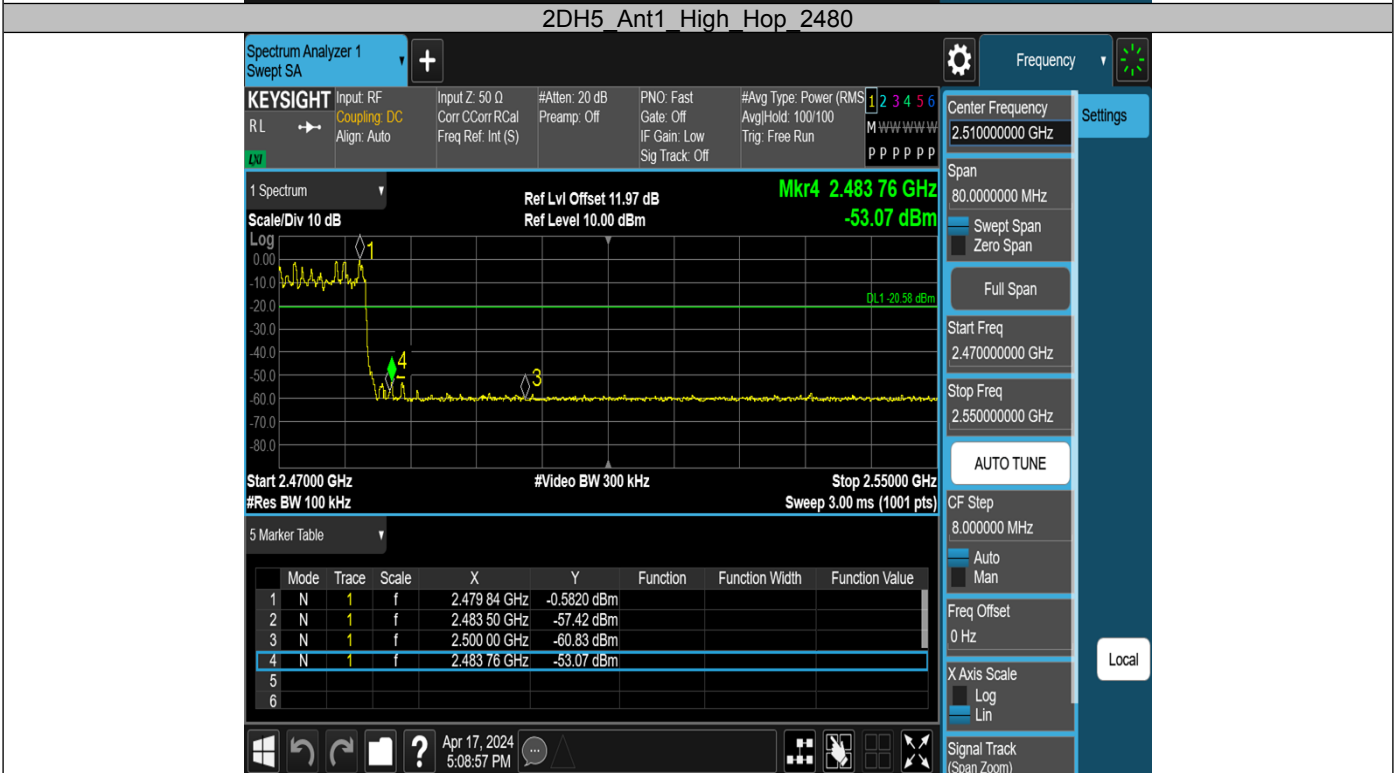 2DH5_Ant1_High_Hop_2480
Spectrum Analyzer 1
Swept SA
+
Frequency
KEYSIGHT
R L
LXI
Input: RF
Coupling: DC
Align: Auto
Input Z: 50 Ω
Corr CCorr RCal
Freq Ref: Int (S)
#Atten: 20 dB
Preamp: Off
PNO: Fast
Gate: Off
IF Gain: Low
Sig Track: Off
#Avg Type: Power (RMS
Avg|Hold: 100/100
Trig: Free Run
1 2 3 4 5 6
M W W W W W
P P P P P P
1 Spectrum
Scale/Div 10 dB
Ref Lvl Offset 11.97 dB
Ref Level 10.00 dBm
Mkr4 2.483 76 GHz
-53.07 dBm
Log
0.00
-10.0
-20.0
-30.0
-40.0
-50.0
-60.0
-70.0
-80.0
1
4
3
DL1 -20.58 dBm
Start 2.47000 GHz
#Video BW 300 kHz
Stop 2.55000 GHz
#Res BW 100 kHz
Sweep 3.00 ms (1001 pts)
5 Marker Table
Mode Trace Scale X Y Function Function Width Function Value
1 N 1 f 2.479 84 GHz -0.5820 dBm
2 N 1 f 2.483 50 GHz -57.42 dBm
3 N 1 f 2.500 00 GHz -60.83 dBm
4 N 1 f 2.483 76 GHz -53.07 dBm
5
6
?
Apr 17, 2024
5:08:57 PM
Center Frequency
2.510000000 GHz
Settings
Span
80.0000000 MHz
Swept Span
Zero Span
Full Span
Start Freq
2.470000000 GHz
Stop Freq
2.550000000 GHz
AUTO TUNE
CF Step
8.000000 MHz
Auto
Man
Freq Offset
0 Hz
Local
X Axis Scale
Log
Lin
Signal Track
(Span Zoom)